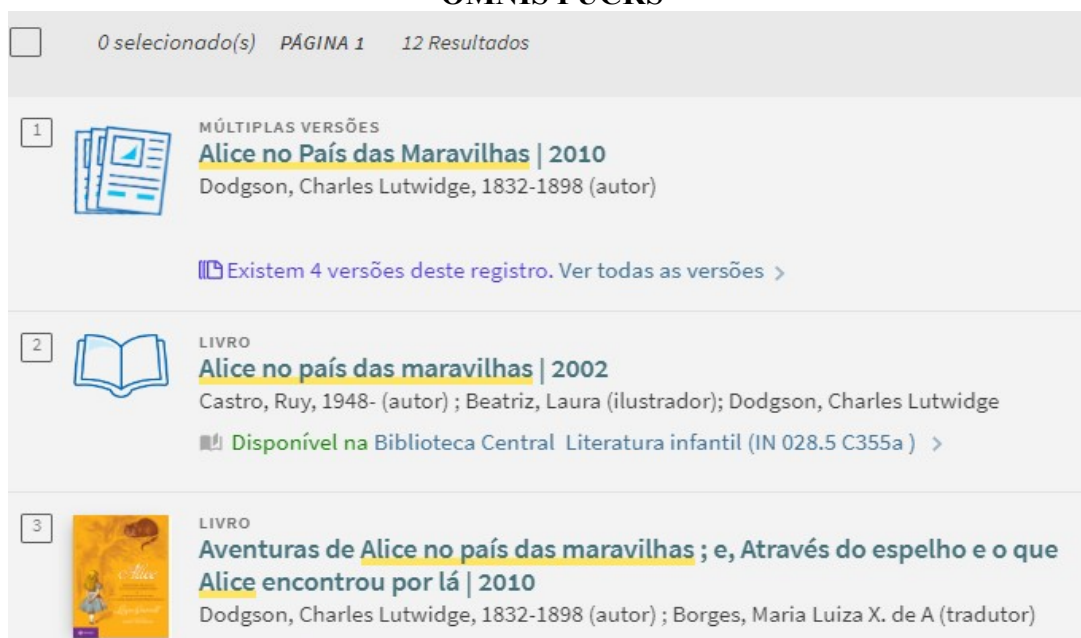 OMNIS PUCRS
0 selecionado(s) PÁGINA 1 12 Resultados
1
MÚLTIPLAS VERSÕES
Alice no País das Maravilhas | 2010
Dodgson, Charles Lutwidge, 1832-1898 (autor)
Existem 4 versões deste registro. Ver todas as versões >
2
LIVRO
Alice no país das maravilhas | 2002
Castro, Ruy, 1948- (autor) ; Beatriz, Laura (ilustrador); Dodgson, Charles Lutwidge
Disponível na Biblioteca Central Literatura infantil (IN 028.5 C355a ) >
3
LIVRO
Aventuras de Alice no país das maravilhas ; e, Através do espelho e o que
Alice encontrou por lá | 2010
Dodgson, Charles Lutwidge, 1832-1898 (autor) ; Borges, Maria Luiza X. de A (tradutor)
Alice